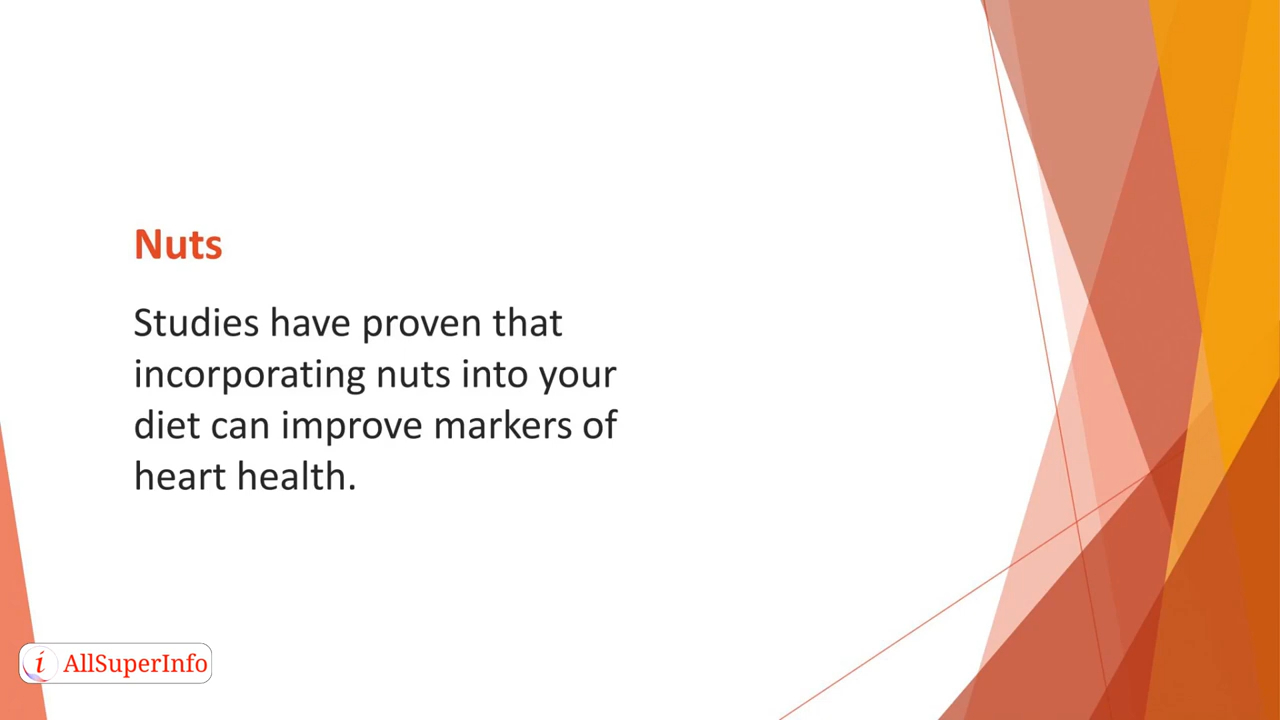 Nuts
Studies have proven that
incorporating nuts into your
diet can improve markers of
heart health.
i AllSuperInfo